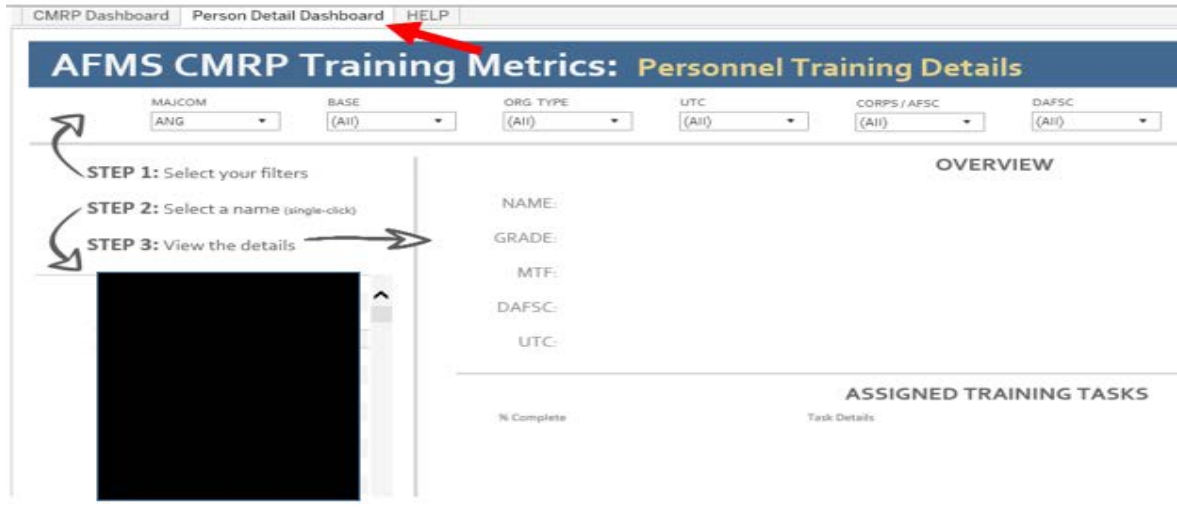 CMRP Dashboard Person Detail Dashboard HELP
AFMS CMRP Training Metrics: Personnel Training Details
MAJCOM BASE ORG TYPE UTC CORPS / AFSC DAFSC
ANG (All) (All) (All) (All) (All)
STEP 1: Select your filters
STEP 2: Select a name (single-click)
STEP 3: View the details
OVERVIEW
NAME:
GRADE:
MTF:
DAFSC:
UTC:
ASSIGNED TRAINING TASKS
% Complete Task Details